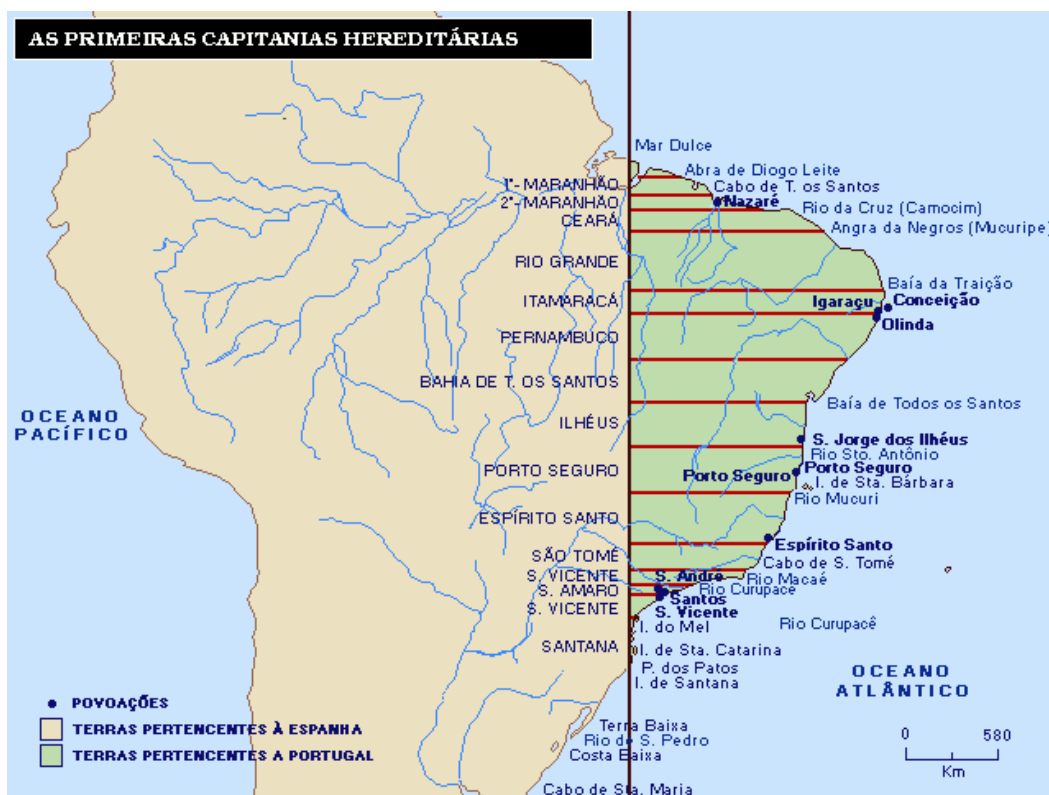 AS PRIMEIRAS CAPITANIAS HEREDITÁRIAS
Mar Dulce
Abra de Diogo Leite
1ª- MARANHÃO
Cabo de T. os Santos
2ª- MARANHÃO
Nazaré
Rio da Cruz (Camocim)
CEARÁ
Angra da Negros (Mucuripe)
RIO GRANDE
Baía da Traição
ITAMARACÁ
Igaraçu
Conceição
Olinda
PERNAMBUCO
BAHIA DE T. OS SANTOS
Baía de Todos os Santos
OCEANO
PACÍFICO
ILHÉUS
S. Jorge dos Ilhéus
Rio Sto. Antônio
PORTO SEGURO
Porto Seguro
Porto Seguro
I. de Sta. Bárbara
Rio Mucuri
ESPÍRITO SANTO
Espírito Santo
SÃO TOMÉ
Cabo de S. Tomé
S. VICENTE
S. André
Rio Macaé
S. AMARO
Rio Curupacê
Santos
S. VICENTE
S. Vicente
I. do Mel
Rio Curupacê
SANTANA
I. de Sta. Catarina
P. dos Patos
I. de Santana
OCEANO
ATLÂNTICO
POVOAÇÕES
TERRAS PERTENCENTES À ESPANHA
TERRAS PERTENCENTES A PORTUGAL
Terra Baixa
Rio de S. Pedro
Costa Baixa
Cabo de Sta. Maria
0 580
Km